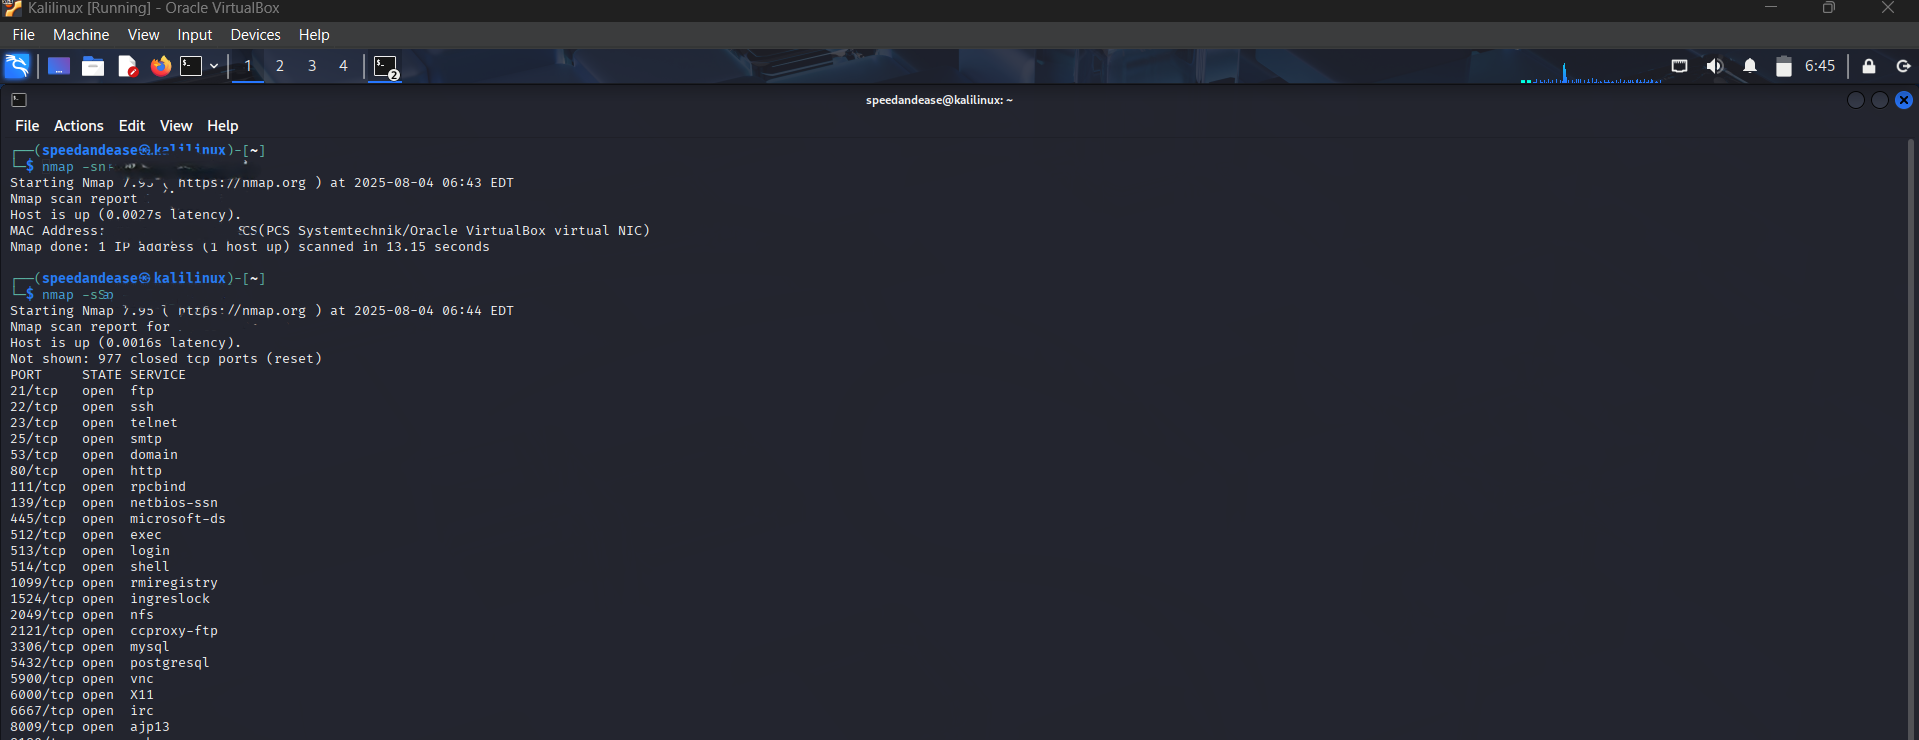 Kalilinux [Running] - Oracle VirtualBox
File Machine View Input Devices Help
1 2 3 4 2 6:45
speedandease@kalilinux: ~
File Actions Edit View Help
(speedandease㉿kalilinux)-[~]
$ nmap -sn
Starting Nmap 7.95 ( https://nmap.org ) at 2025-08-04 06:43 EDT
Nmap scan report
Host is up (0.0027s latency).
MAC Address: (PCS Systemtechnik/Oracle VirtualBox virtual NIC)
Nmap done: 1 IP address (1 host up) scanned in 13.15 seconds
(speedandease㉿kalilinux)-[~]
$ nmap -sS
Starting Nmap 7.95 ( https://nmap.org ) at 2025-08-04 06:44 EDT
Nmap scan report for
Host is up (0.0016s latency).
Not shown: 977 closed tcp ports (reset)
PORT STATE SERVICE
21/tcp open ftp
22/tcp open ssh
23/tcp open telnet
25/tcp open smtp
53/tcp open domain
80/tcp open http
111/tcp open rpcbind
139/tcp open netbios-ssn
445/tcp open microsoft-ds
512/tcp open exec
513/tcp open login
514/tcp open shell
1099/tcp open rmiregistry
1524/tcp open ingreslock
2049/tcp open nfs
2121/tcp open ccproxy-ftp
3306/tcp open mysql
5432/tcp open postgresql
5900/tcp open vnc
6000/tcp open X11
6667/tcp open irc
8009/tcp open ajp13